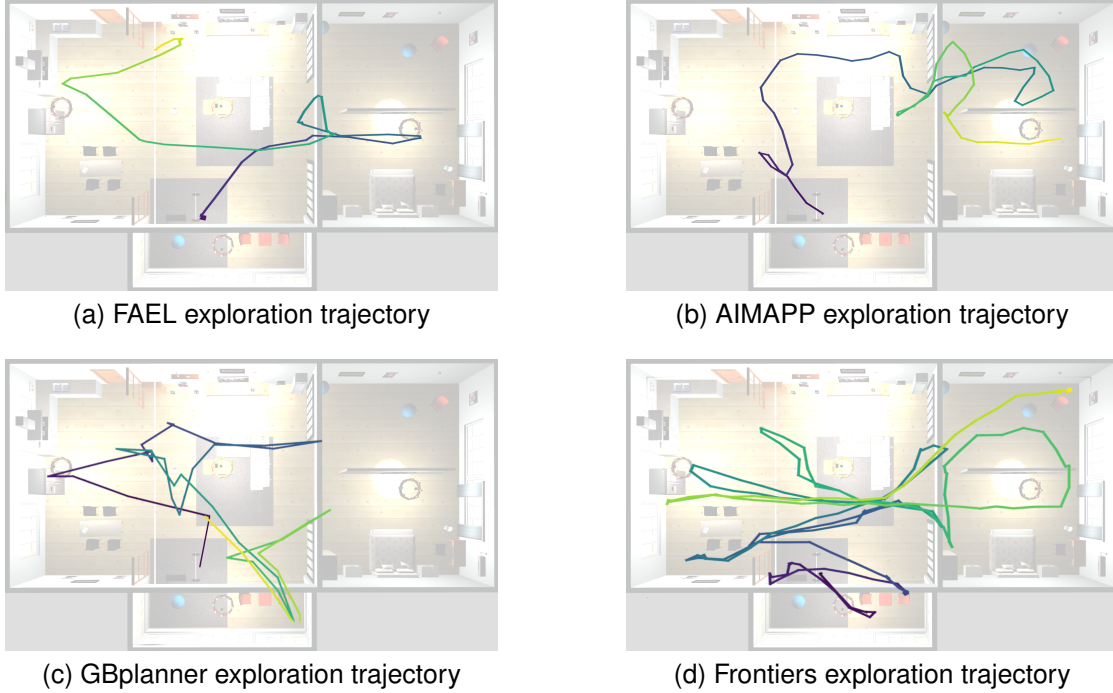 (a) FAEL exploration trajectory
(b) AIMAPP exploration trajectory
(c) GBplanner exploration trajectory
(d) Frontiers exploration trajectory